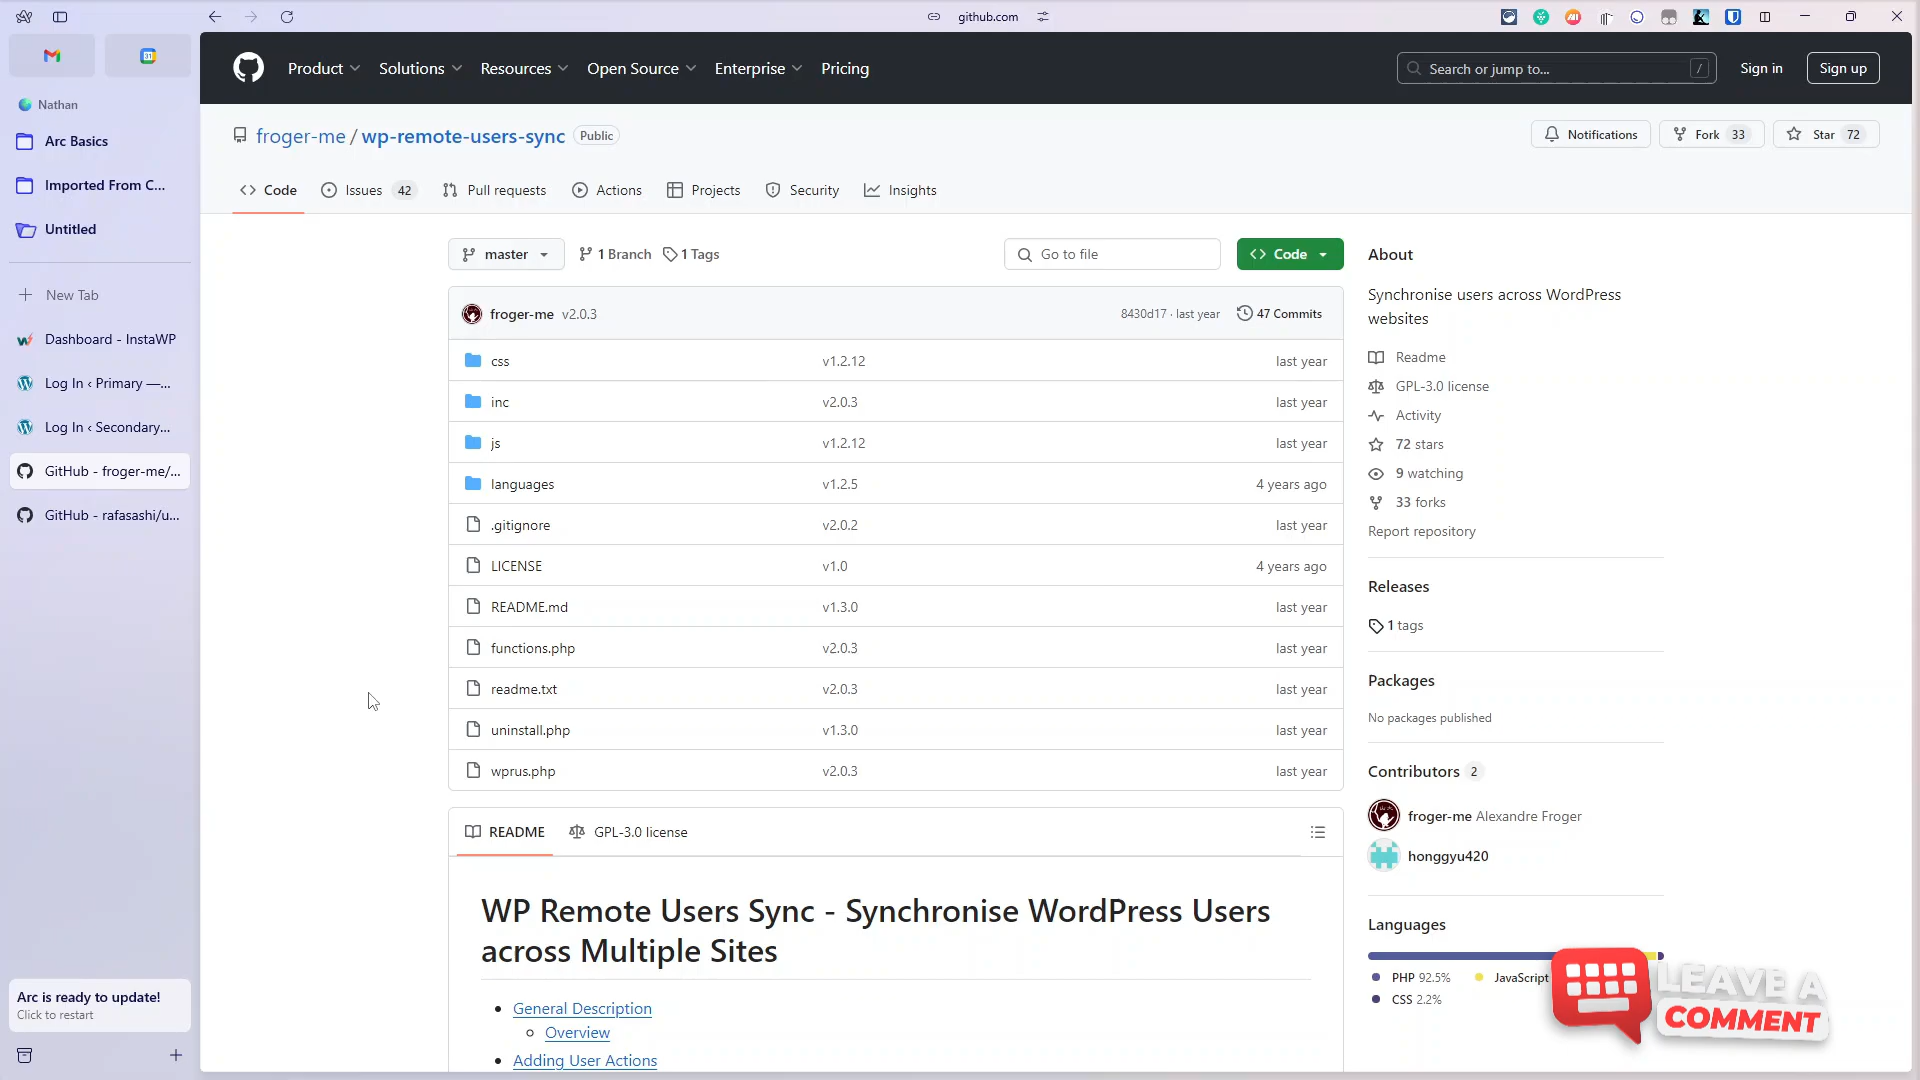 github.com
Nathan
Arc Basics
Imported From C...
Untitled
New Tab
Dashboard - InstaWP
Log In ‹ Primary —...
Log In ‹ Secondary...
GitHub - froger-me/...
GitHub - rafasashi/u...
Arc is ready to update!
Click to restart
Product Solutions Resources Open Source Enterprise Pricing
Search or jump to... /
Sign in
Sign up
froger-me / wp-remote-users-sync Public
Notifications
Fork 33
Star 72
Code Issues 42 Pull requests Actions Projects Security Insights
master 1 Branch 1 Tags
Go to file
Code
froger-me v2.0.3 8430d17 · last year 47 Commits
css v1.2.12 last year
inc v2.0.3 last year
js v1.2.12 last year
languages v1.2.5 4 years ago
.gitignore v2.0.2 last year
LICENSE v1.0 4 years ago
README.md v1.3.0 last year
functions.php v2.0.3 last year
readme.txt v2.0.3 last year
uninstall.php v1.3.0 last year
wprus.php v2.0.3 last year
README GPL-3.0 license
WP Remote Users Sync - Synchronise WordPress Users
across Multiple Sites
General Description
Overview
Adding User Actions
About
Synchronise users across WordPress
websites
Readme
GPL-3.0 license
Activity
72 stars
9 watching
33 forks
Report repository
Releases
1 tags
Packages
No packages published
Contributors 2
froger-me Alexandre Froger
honggyu420
Languages
PHP 92.5% JavaScript
CSS 2.2%
LEAVE A
COMMENT